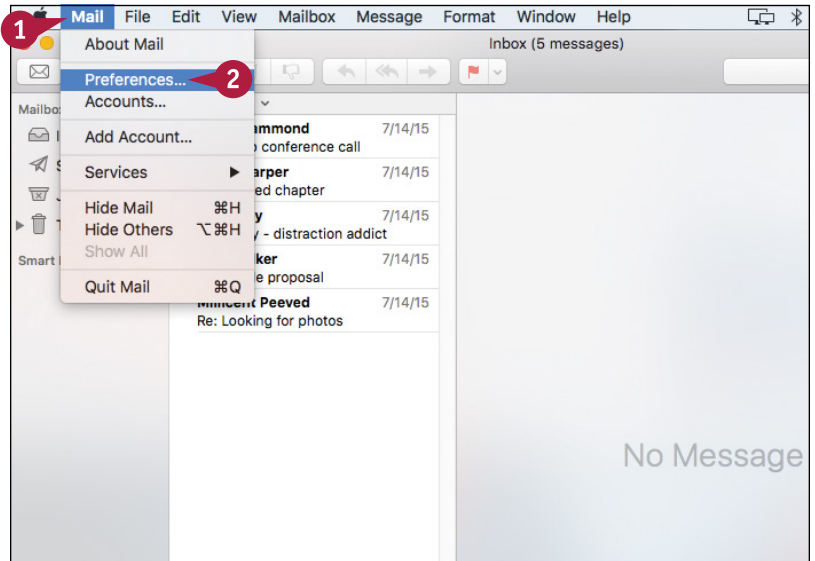 Mail File Edit View Mailbox Message Format Window Help
1
About Mail
Inbox (5 messages)
Preferences...
2
Accounts...
Add Account...
Services
Hide Mail ⌘H
Hide Others ⌥⌘H
Show All
Quit Mail ⌘Q
Smart
7/14/15
conference call
7/14/15
chapter
7/14/15
- distraction addict
7/14/15
proposal
Millicent Peeved 7/14/15
Re: Looking for photos
No Message